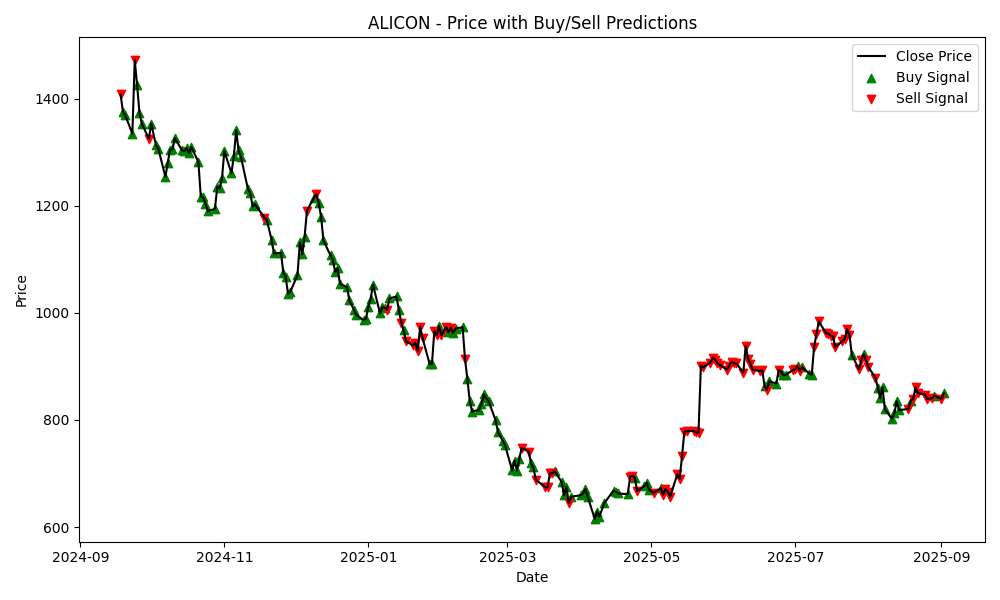 ALICON - Price with Buy/Sell Predictions
Close Price
Buy Signal
Sell Signal
1400
1200
1000
800
600
Price
2024-09
2024-11
2025-01
2025-03
2025-05
2025-07
2025-09
Date